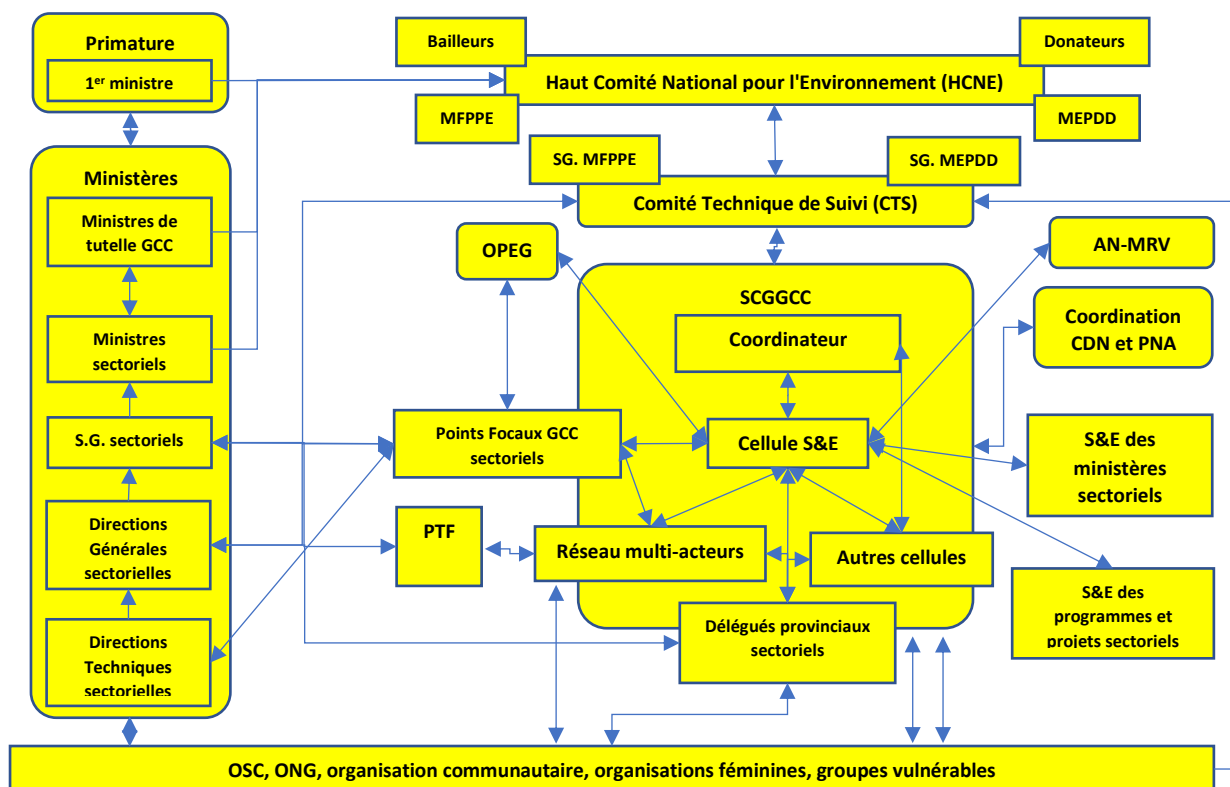 Primature
1er ministre
Bailleurs
Donateurs
Haut Comité National pour l'Environnement (HCNE)
MFPPE
MEPDD
SG. MFPPE
SG. MEPDD
Comité Technique de Suivi (CTS)
Ministères
Ministres de
tutelle GCC
Ministres
sectoriels
S.G. sectoriels
Directions
Générales
sectorielles
Directions
Techniques
sectorielles
OPEG
AN-MRV
SCGGCC
Coordinateur
Coordination
CDN et PNA
Points Focaux GCC
sectoriels
Cellule S&E
S&E des
ministères
sectoriels
PTF
Réseau multi-acteurs
Autres cellules
S&E des
programmes et
projets sectoriels
Délégués provinciaux
sectoriels
OSC, ONG, organisation communautaire, organisations féminines, groupes vulnérables